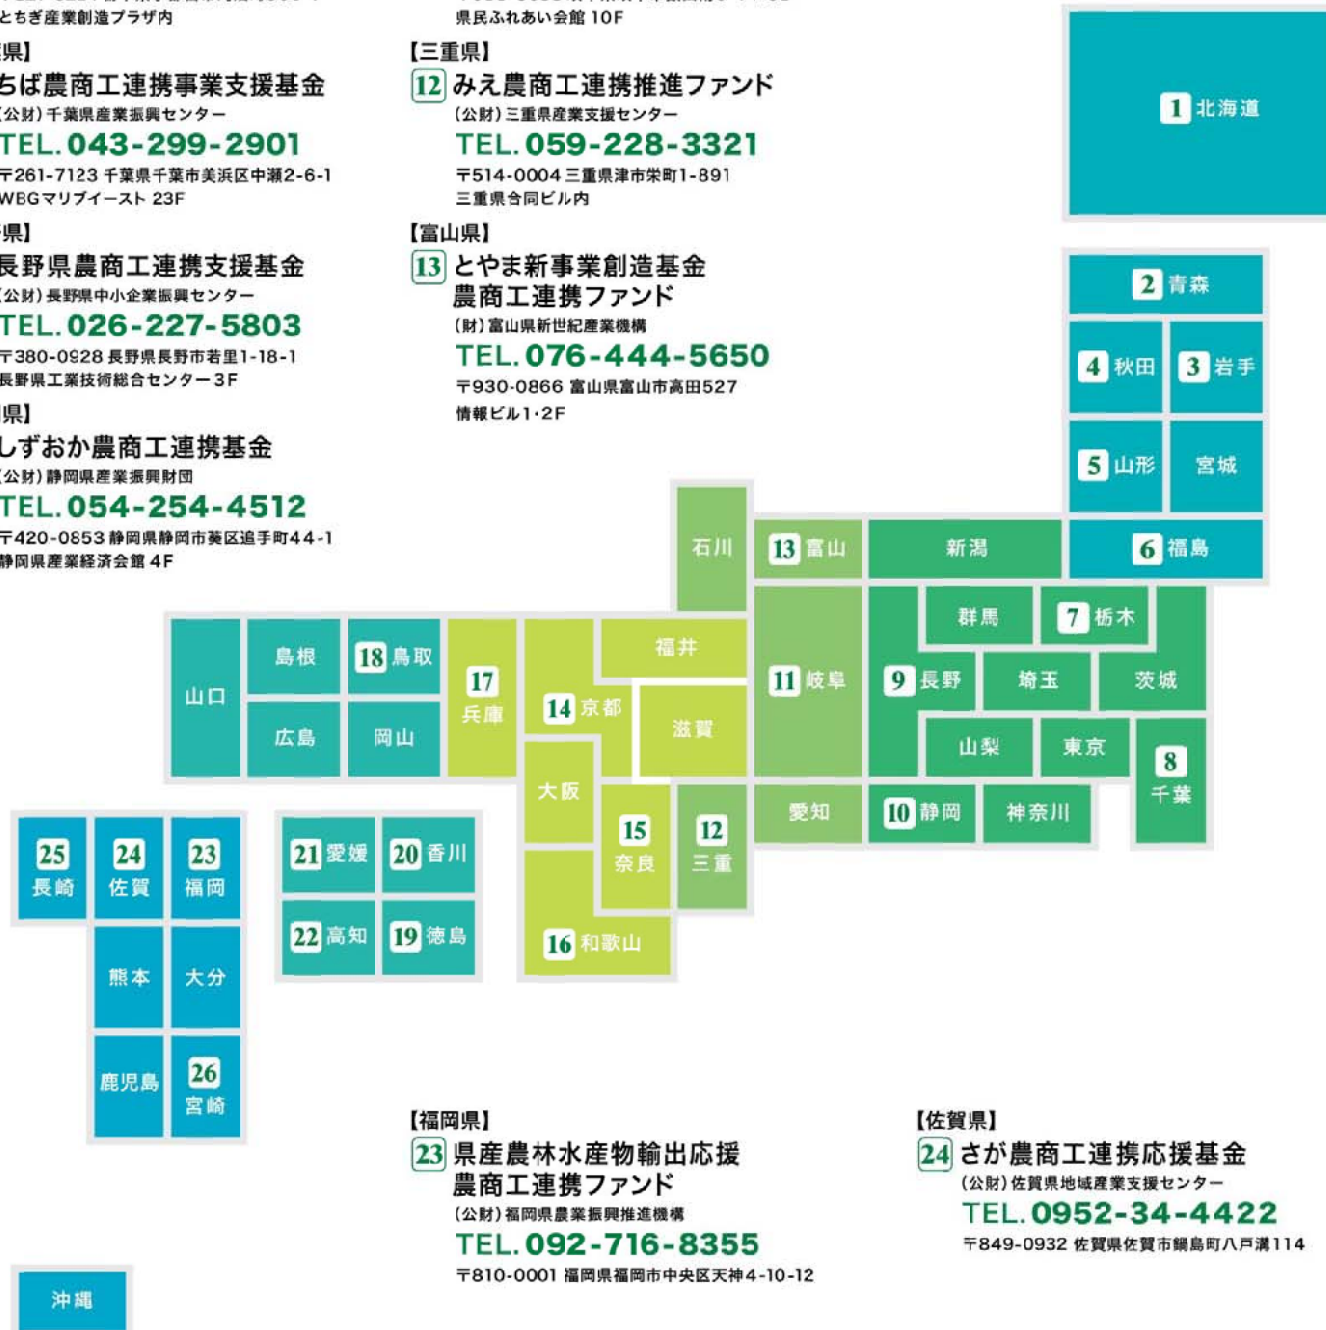 とちぎ産業創造プラザ内
県】
ちば農商工連携事業支援基金
(公財)千葉県産業振興センター
TEL.043-299-2901
〒261-7123 千葉県千葉市美浜区中瀬2-6-1
WBGマリブイースト 23F
県】
長野県農商工連携支援基金
(公財)長野県中小企業振興センター
TEL.026-227-5803
〒380-0928 長野県長野市若里1-18-1
長野県工業技術総合センター3F
県】
しずおか農商工連携基金
(公財)静岡県産業振興財団
TEL.054-254-4512
〒420-0853 静岡県静岡市葵区追手町44-1
静岡県産業経済会館 4F
県民ふれあい会館 10F
【三重県】
12 みえ農商工連携推進ファンド
(公財)三重県産業支援センター
TEL.059-228-3321
〒514-0004 三重県津市栄町1-891
三重県合同ビル内
【富山県】
13 とやま新事業創造基金
農商工連携ファンド
(財)富山県新世紀産業機構
TEL.076-444-5650
〒930-0866 富山県富山市高田527
情報ビル1・2F
1 北海道
2 青森
4 秋田
3 岩手
5 山形
宮城
6 福島
石川
13 富山
新潟
群馬
7 栃木
福井
島根
18 鳥取
17
兵庫
山口
14 京都
11 岐阜
9 長野
埼玉
茨城
広島
岡山
滋賀
山梨
東京
8
千葉
大阪
愛知
10 静岡
神奈川
15
奈良
12
三重
25
長崎
24
佐賀
23
福岡
21 愛媛
20 香川
22 高知
19 徳島
16 和歌山
熊本
大分
鹿児島
26
宮崎
【福岡県】
23 県産農林水産物輸出応援
農商工連携ファンド
(公財)福岡県農業振興推進機構
TEL.092-716-8355
〒810-0001 福岡県福岡市中央区天神4-10-12
【佐賀県】
24 さが農商工連携応援基金
(公財)佐賀県地域産業支援センター
TEL.0952-34-4422
〒849-0932 佐賀県佐賀市鍋島町八戸溝114
沖縄